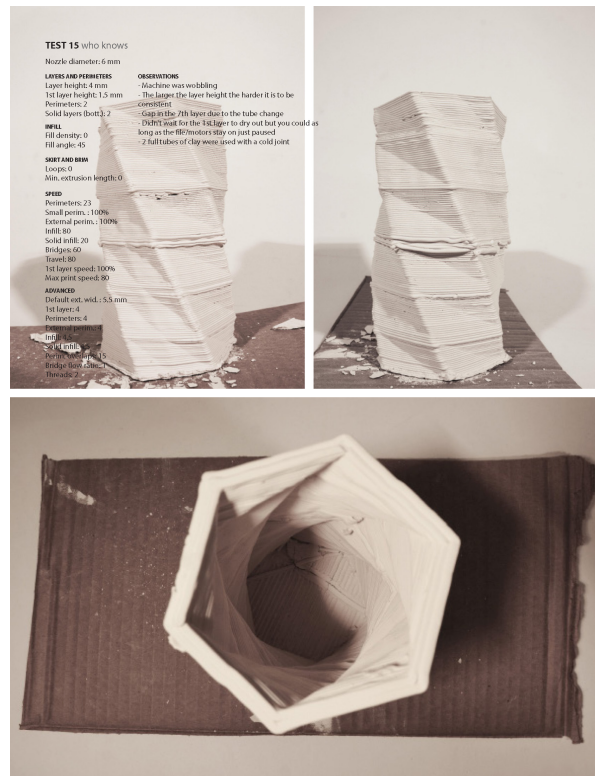 TEST 15 who knows
Nozzle diameter: 6 mm
LAYERS AND PERIMETERS
Layer height: 4 mm
1st layer height: 1,5 mm
Perimeters: 2
Solid layers (bott.): 2
INFILL
Fill density: 0
Fill angle: 45
SKIRT AND BRIM
Loops: 0
Min. extrusion length: 0
SPEED
Perimeters: 23
Small perim. : 100%
External perim. : 100%
Infill: 80
Solid infill: 20
Bridges: 60
Travel: 80
1st layer speed: 100%
Max print speed: 80
ADVANCED
Default ext. wid. : 5.5 mm
1st layer: 4
Perimeters: 4
External perim.: 4
Infill:
Solid infill:
Perim. overlaps: 15
Bridge flow ratio: 1
Threads: 2
OBSERVATIONS
- Machine was wobbling
- The larger the layer height the harder it is to be
consistent
- Gap in the 7th layer due to the tube change
- Didn't wait for the 1st layer to dry out but you could as
long as the file/motors stay on just paused
- 2 full tubes of clay were used with a cold joint